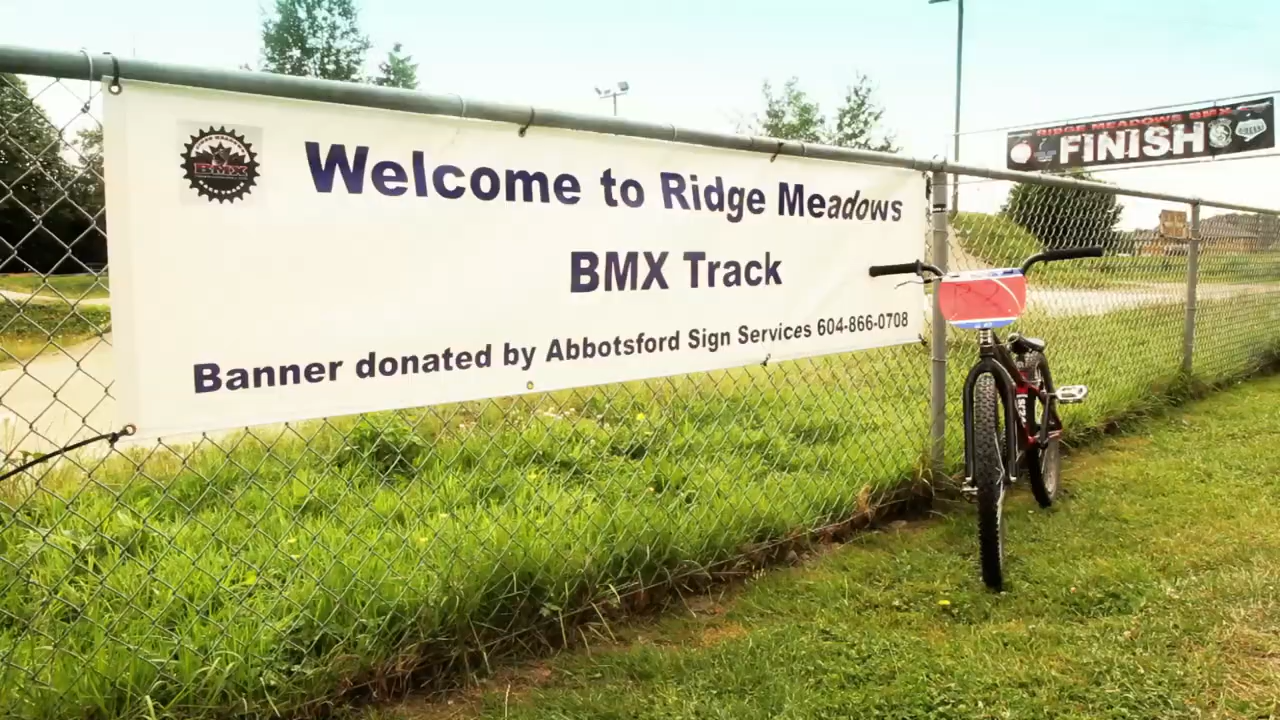 BMX
Welcome to Ridge Meadows
BMX Track
Banner donated by Abbotsford Sign Services 604-866-0708
RIDGE MEADOWS BMX
FINISH